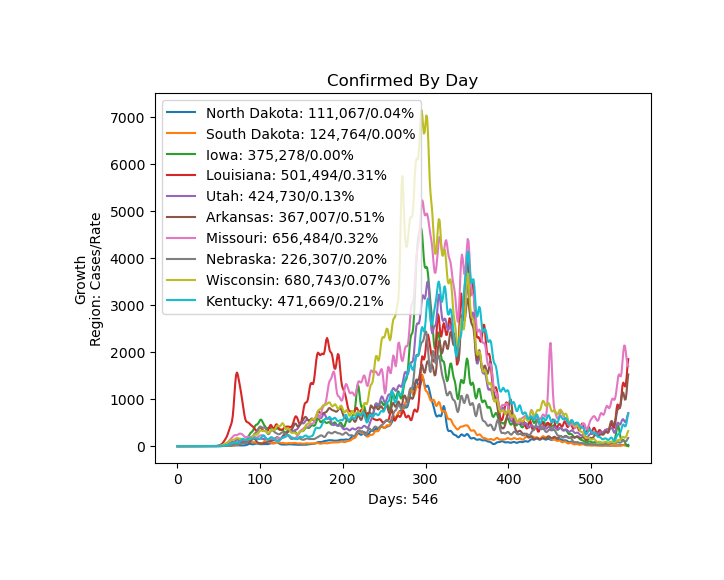 Confirmed By Day
7000
6000
5000
4000
3000
2000
1000
0
Growth
Region: Cases/Rate
North Dakota: 111,067/0.04%
South Dakota: 124,764/0.00%
Iowa: 375,278/0.00%
Louisiana: 501,494/0.31%
Utah: 424,730/0.13%
Arkansas: 367,007/0.51%
Missouri: 656,484/0.32%
Nebraska: 226,307/0.20%
Wisconsin: 680,743/0.07%
Kentucky: 471,669/0.21%
0 100 200 300 400 500
Days: 546